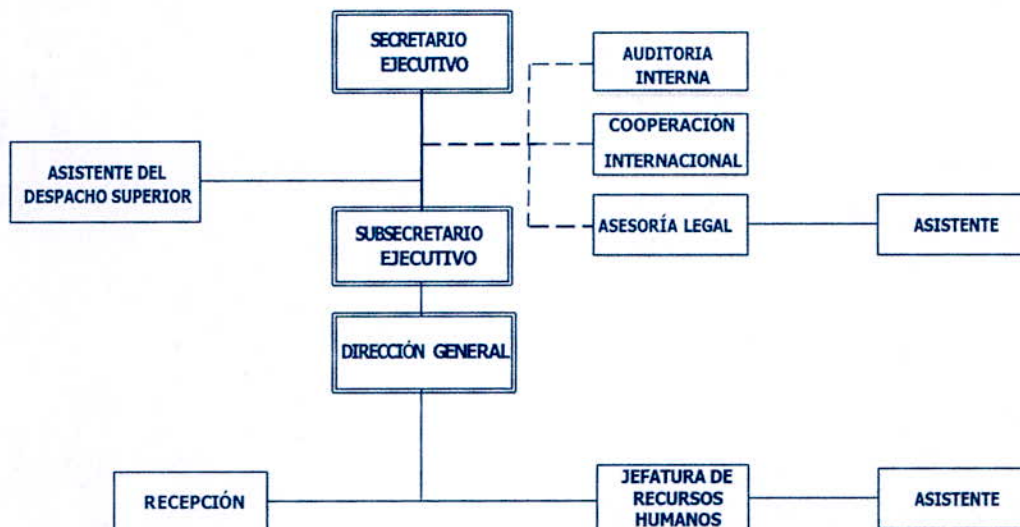 SECRETARIO
EJECUTIVO
AUDITORIA
INTERNA
COOPERACIÓN
INTERNACIONAL
ASISTENTE DEL
DESPACHO SUPERIOR
SUBSECRETARIO
EJECUTIVO
ASESORÍA LEGAL
ASISTENTE
DIRECCIÓN GENERAL
RECEPCIÓN
JEFATURA DE
RECURSOS
HUMANOS
ASISTENTE